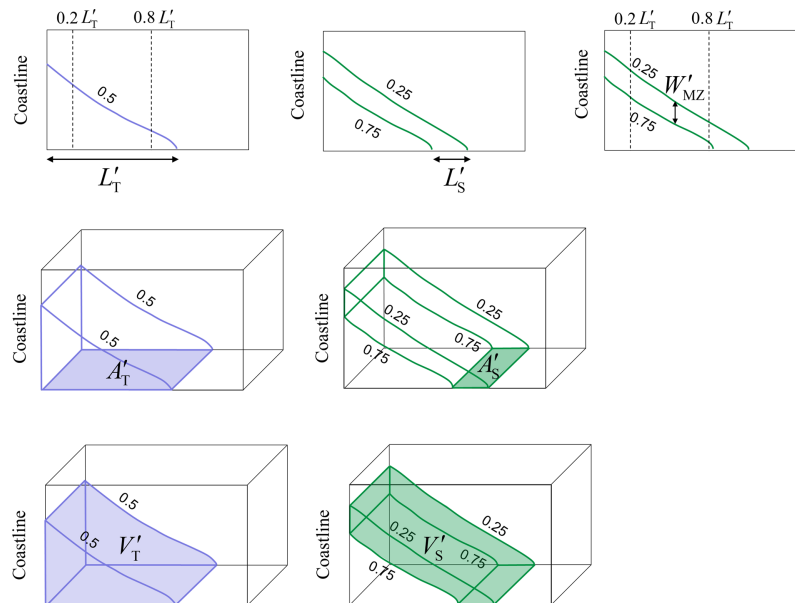 0.2 L′T
0.8 L′T
Coastline
0.5
L′T
Coastline
0.25
0.75
L′S
0.2 L′T
0.8 L′T
Coastline
0.25
0.75
W′MZ
Coastline
0.5
0.5
A′T
Coastline
0.25
0.25
0.75
0.75
A′S
Coastline
0.5
0.5
V′T
Coastline
0.25
0.25
0.75
0.75
V′S